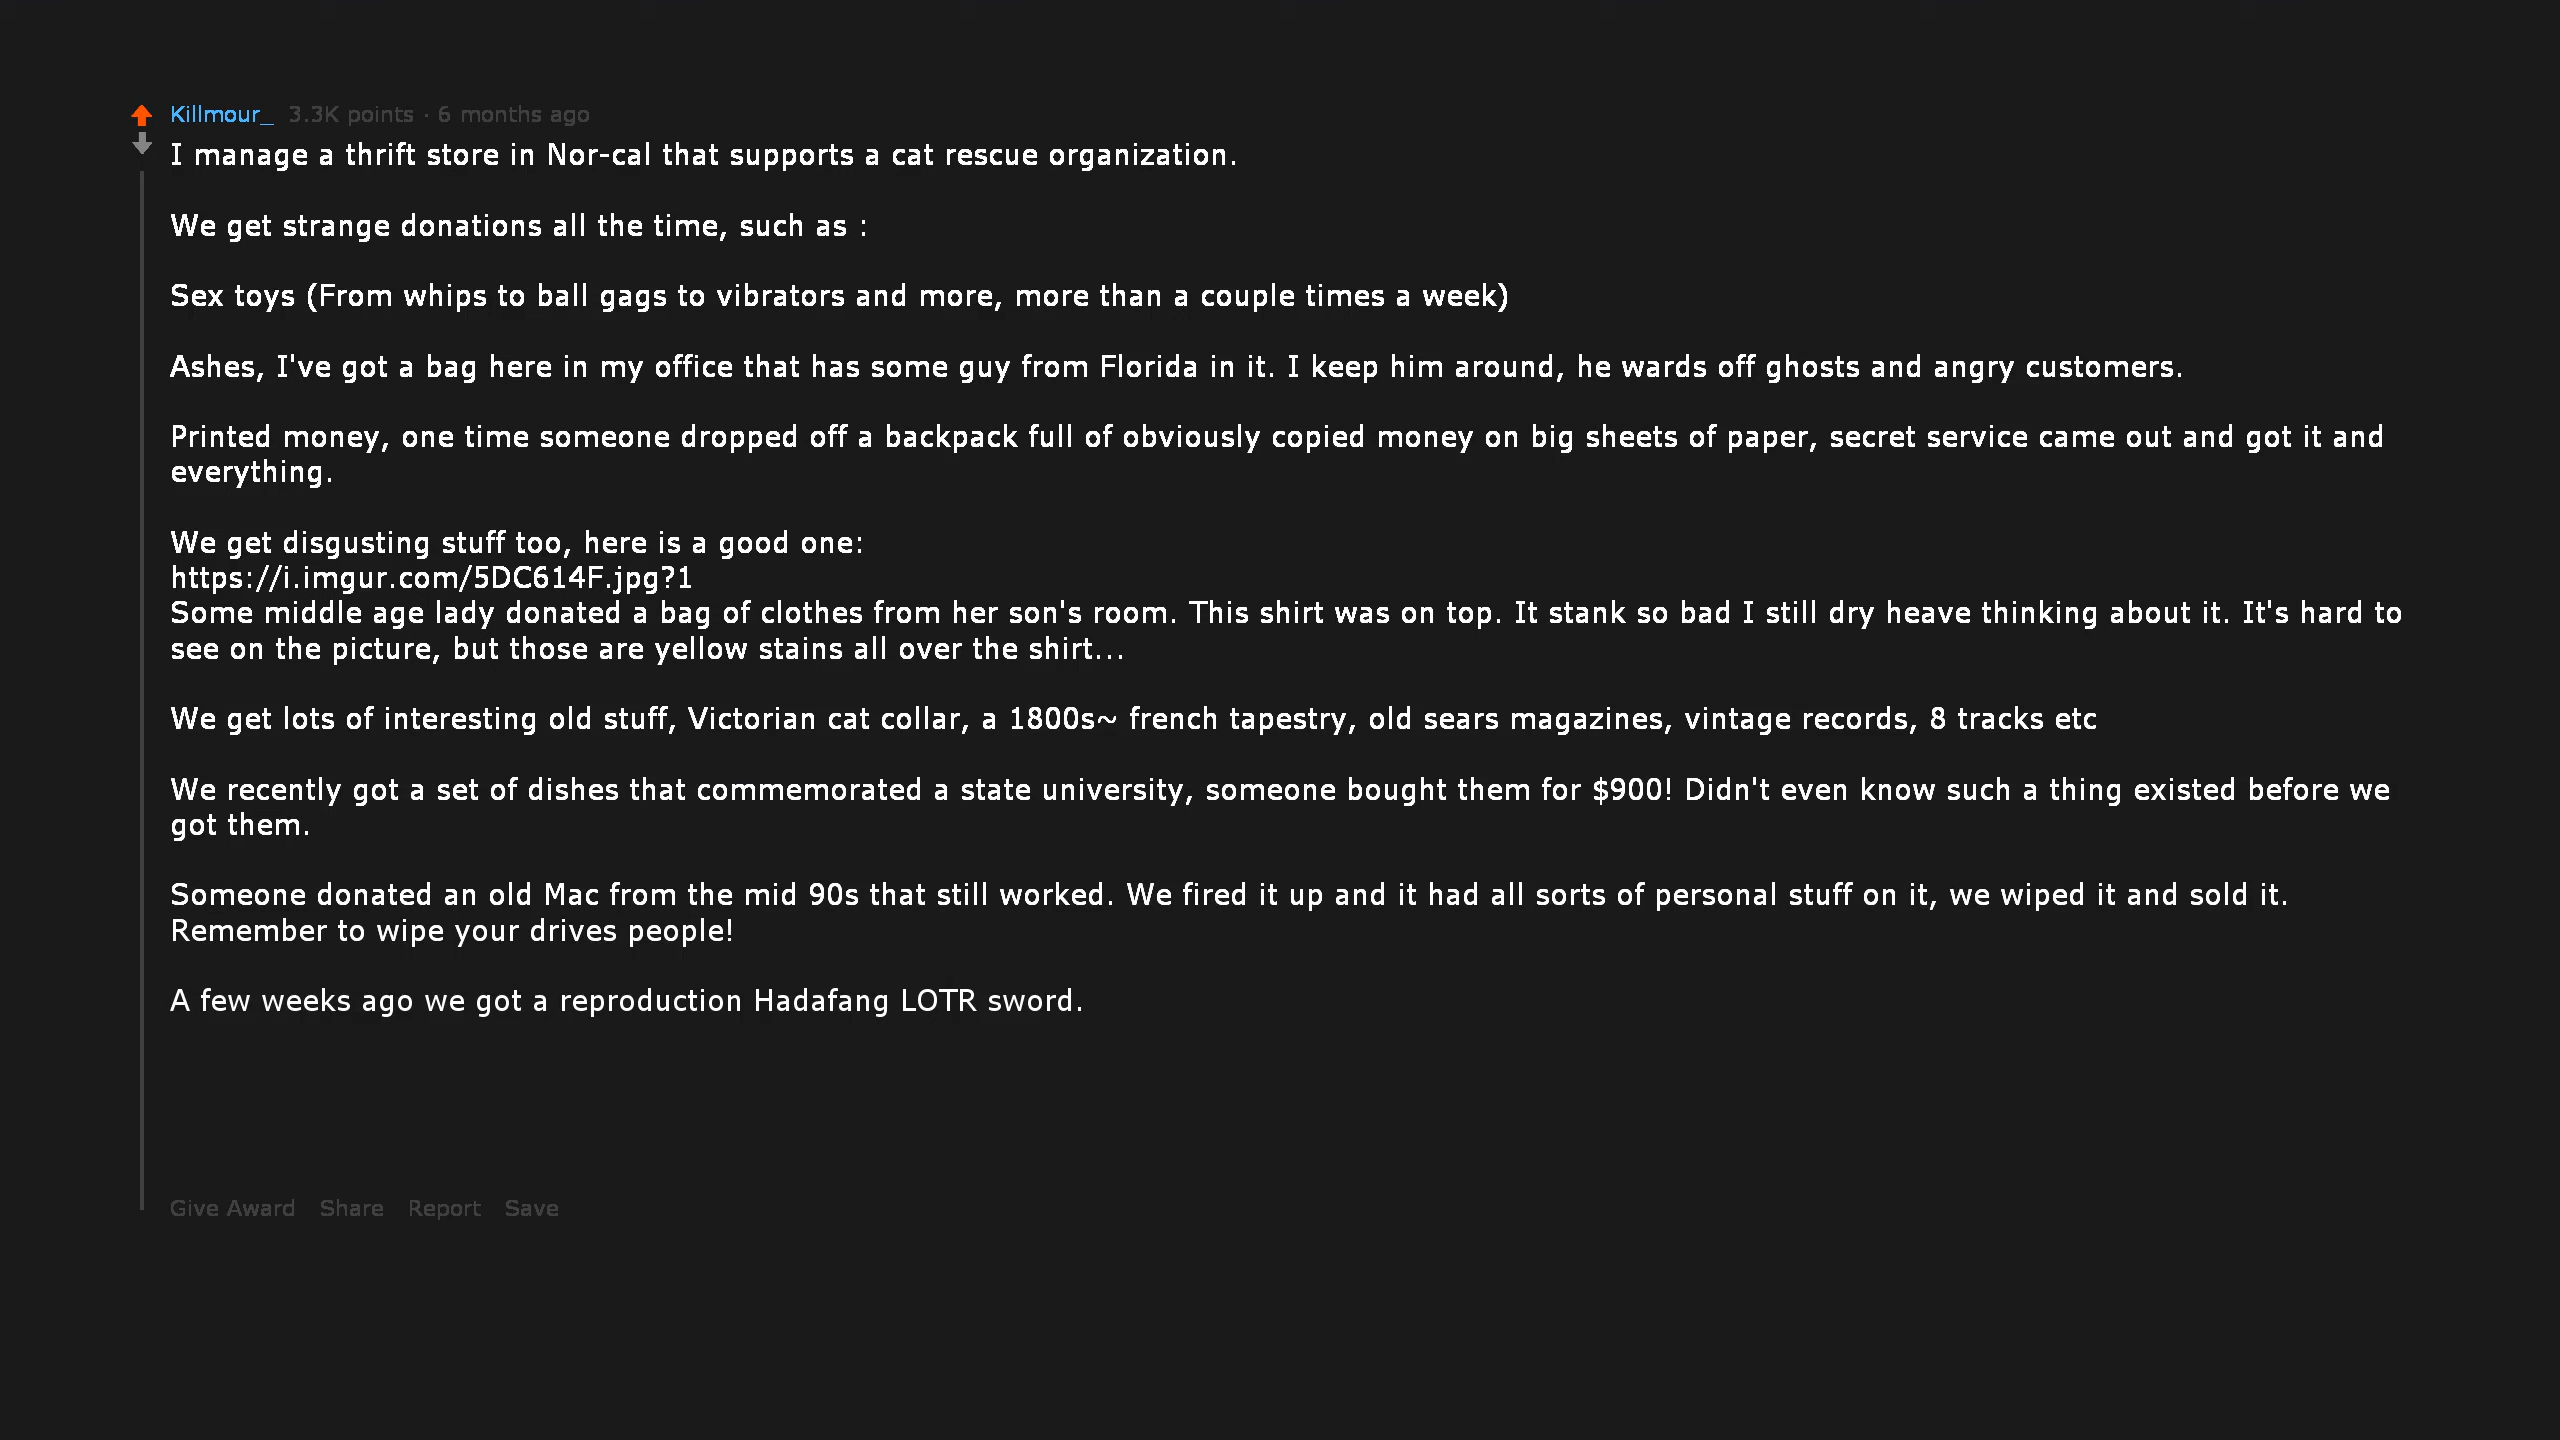 Killmour_ 3.3K points · 6 months ago
I manage a thrift store in Nor-cal that supports a cat rescue organization.
We get strange donations all the time, such as :
Sex toys (From whips to ball gags to vibrators and more, more than a couple times a week)
Ashes, I've got a bag here in my office that has some guy from Florida in it. I keep him around, he wards off ghosts and angry customers.
Printed money, one time someone dropped off a backpack full of obviously copied money on big sheets of paper, secret service came out and got it and
everything.
We get disgusting stuff too, here is a good one:
https://i.imgur.com/5DC614F.jpg?1
Some middle age lady donated a bag of clothes from her son's room. This shirt was on top. It stank so bad I still dry heave thinking about it. It's hard to
see on the picture, but those are yellow stains all over the shirt...
We get lots of interesting old stuff, Victorian cat collar, a 1800s~ french tapestry, old sears magazines, vintage records, 8 tracks etc
We recently got a set of dishes that commemorated a state university, someone bought them for $900! Didn't even know such a thing existed before we
got them.
Someone donated an old Mac from the mid 90s that still worked. We fired it up and it had all sorts of personal stuff on it, we wiped it and sold it.
Remember to wipe your drives people!
A few weeks ago we got a reproduction Hadafang LOTR sword.
Give Award Share Report Save